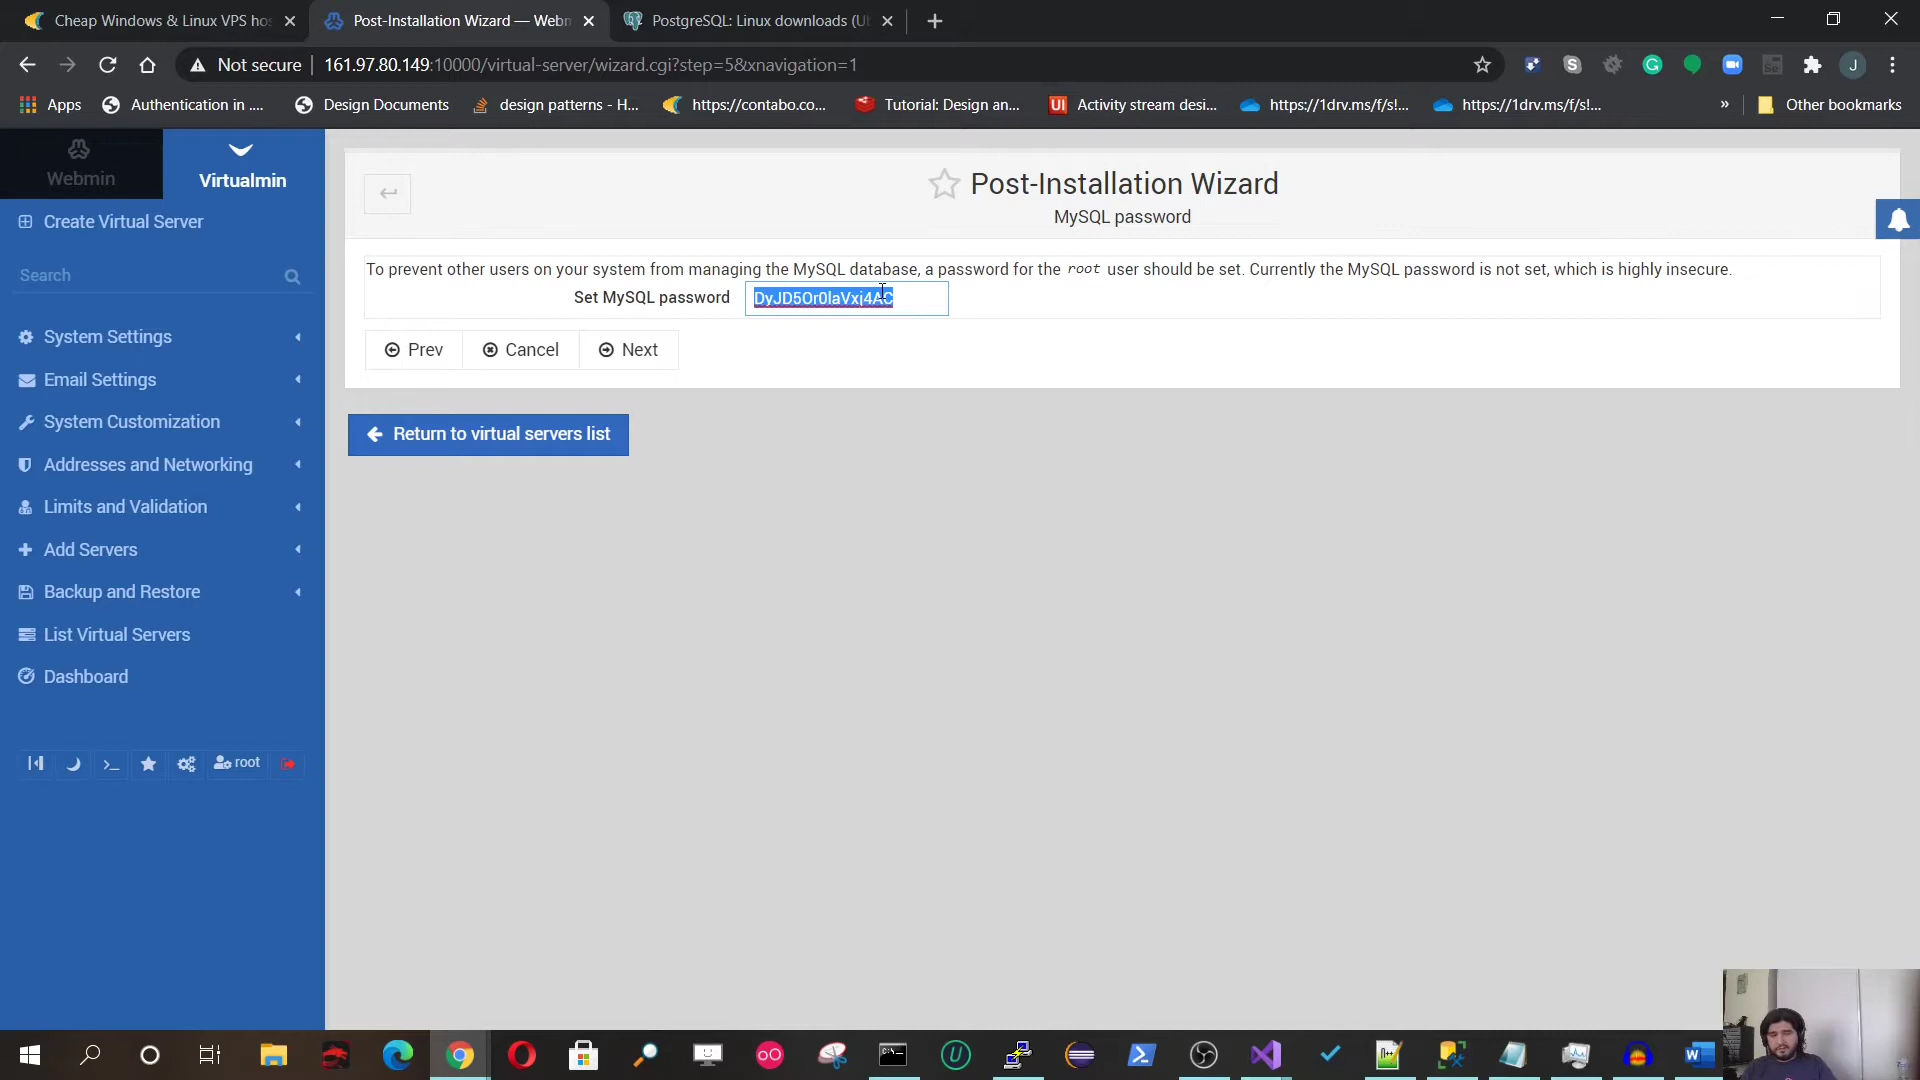 Cheap Windows & Linux VPS hos
Post-Installation Wizard — Webm
PostgreSQL: Linux downloads (Ub
Not secure
161.97.80.149:10000/virtual-server/wizard.cgi?step=5&xnavigation=1
J
Apps
Authentication in ....
Design Documents
design patterns - H...
https://contabo.co...
Tutorial: Design an...
UI
Activity stream desi...
https://1drv.ms/f/s!...
https://1drv.ms/f/s!...
»
Other bookmarks
Webmin
Virtualmin
Create Virtual Server
Search
System Settings
Email Settings
System Customization
Addresses and Networking
Limits and Validation
Add Servers
Backup and Restore
List Virtual Servers
Dashboard
root
Post-Installation Wizard
MySQL password
To prevent other users on your system from managing the MySQL database, a password for the root user should be set. Currently the MySQL password is not set, which is highly insecure.
Set MySQL password
DyJD5Or0laVxj4AC
Prev
Cancel
Next
Return to virtual servers list